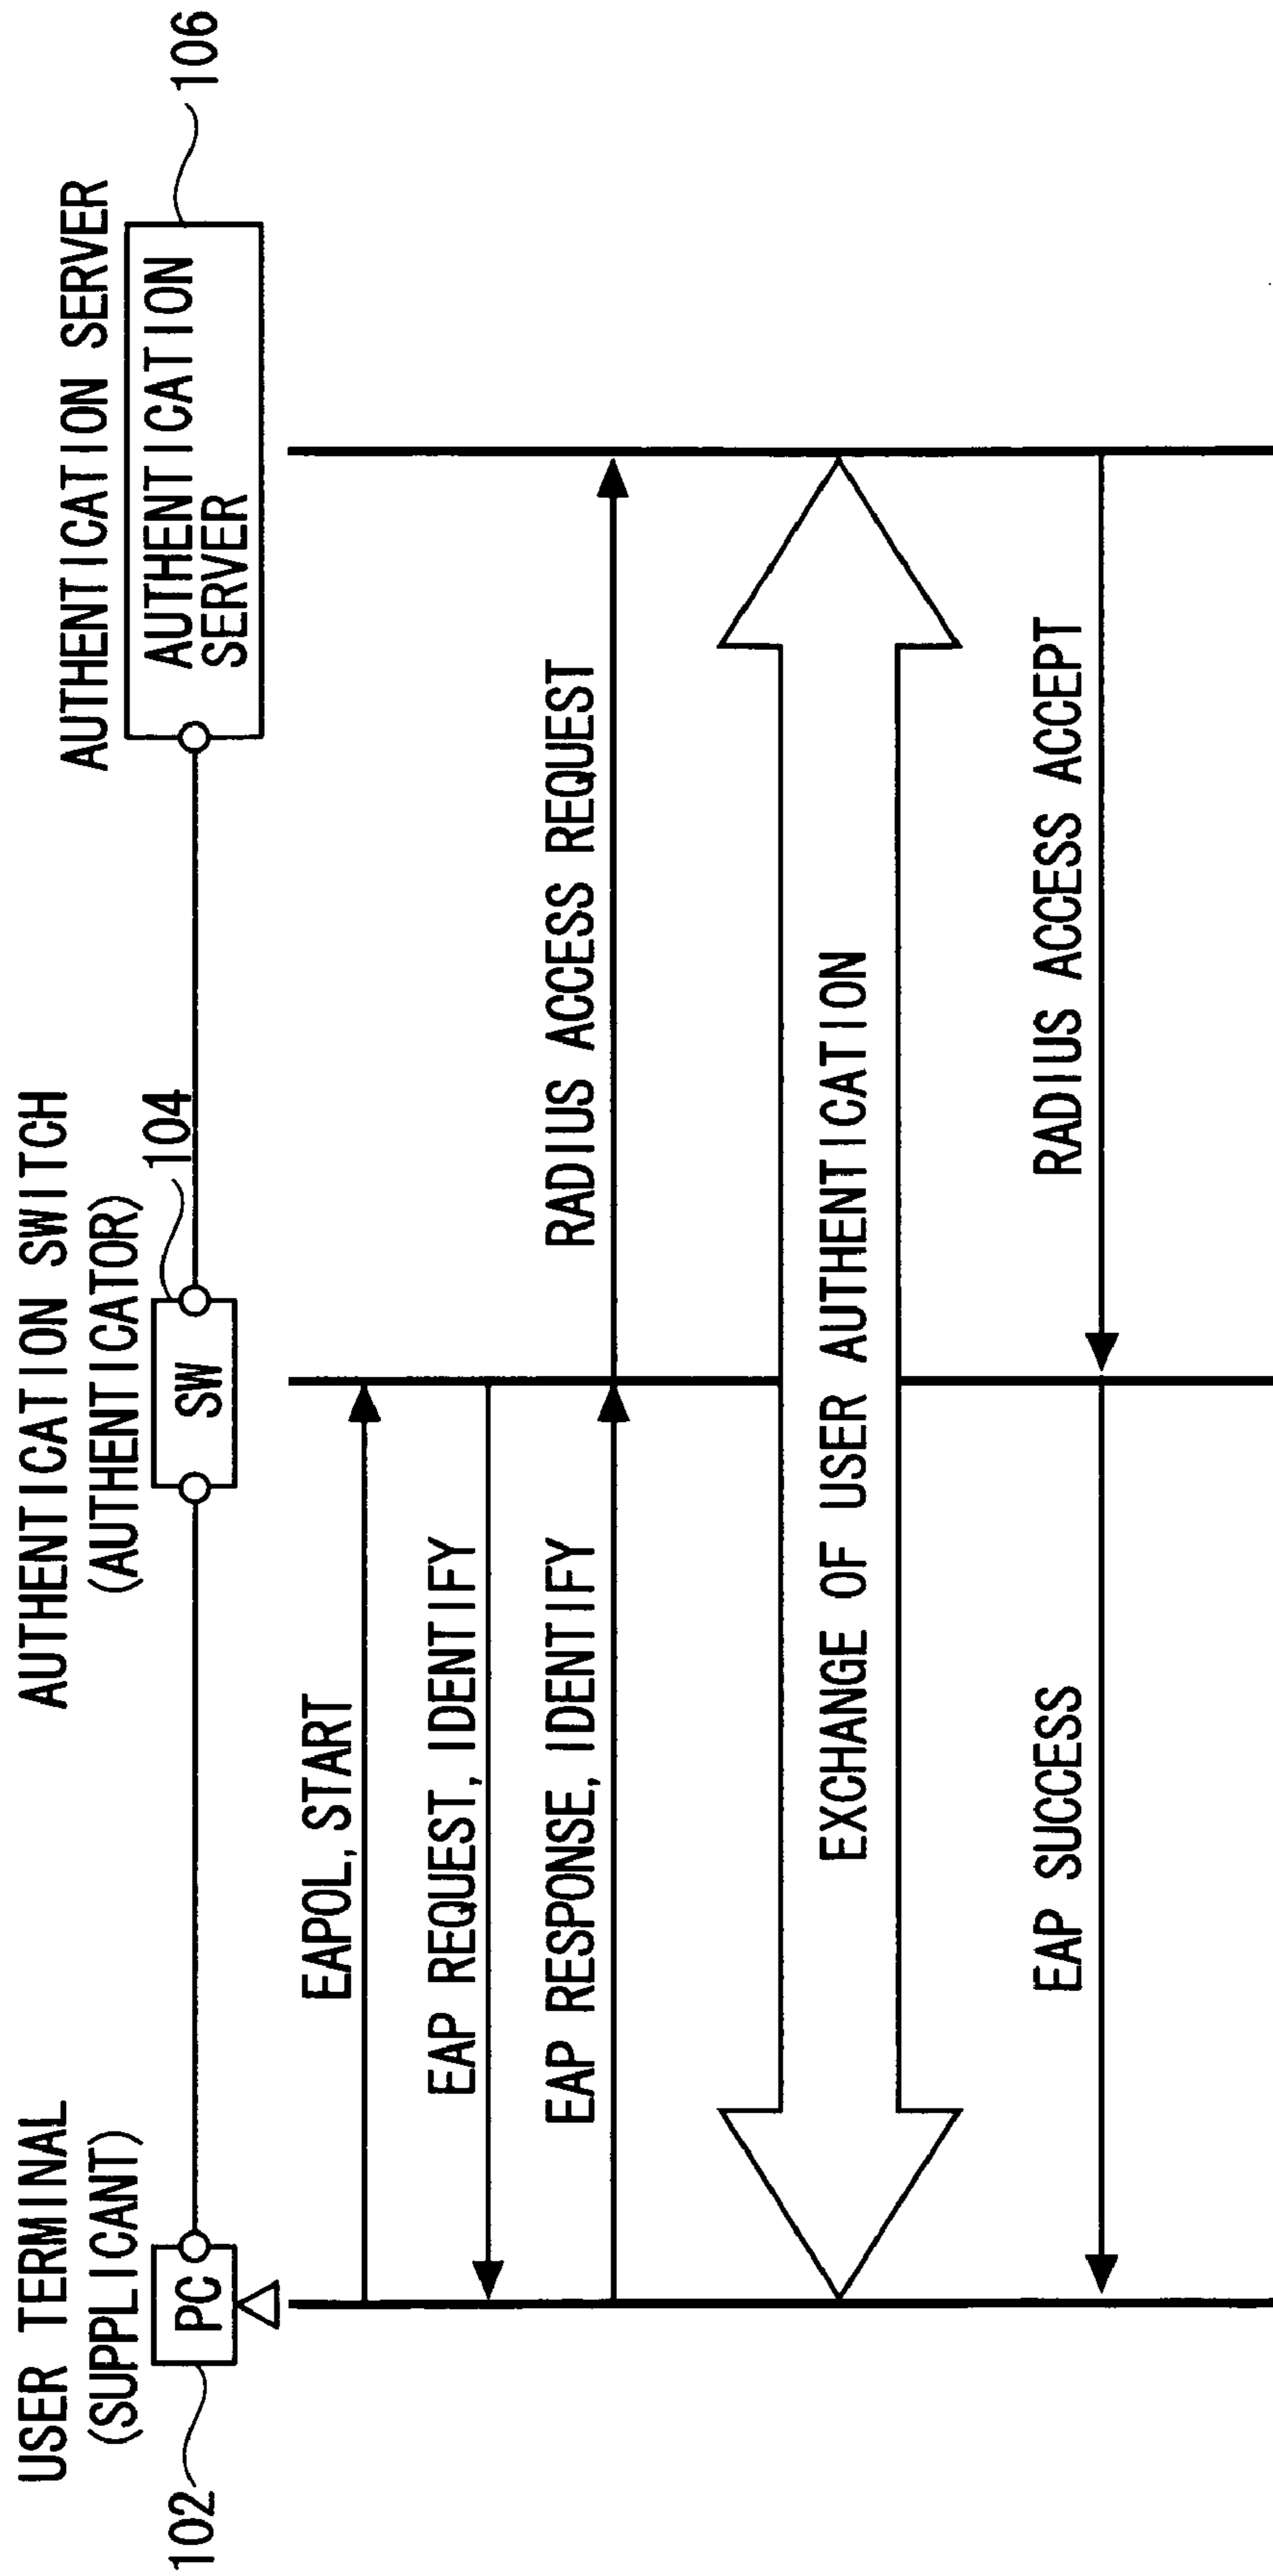 USER TERMINAL
(SUPPLICANT)
AUTHENTICATION SWITCH
(AUTHENTICATOR)
AUTHENTICATION SERVER
102
PC
104
SW
AUTHENTICATION
SERVER
106
EAPOL, START
EAP REQUEST, IDENTIFY
EAP RESPONSE, IDENTIFY
RADIUS ACCESS REQUEST
EXCHANGE OF USER AUTHENTICATION
EAP SUCCESS
RADIUS ACCESS ACCEPT